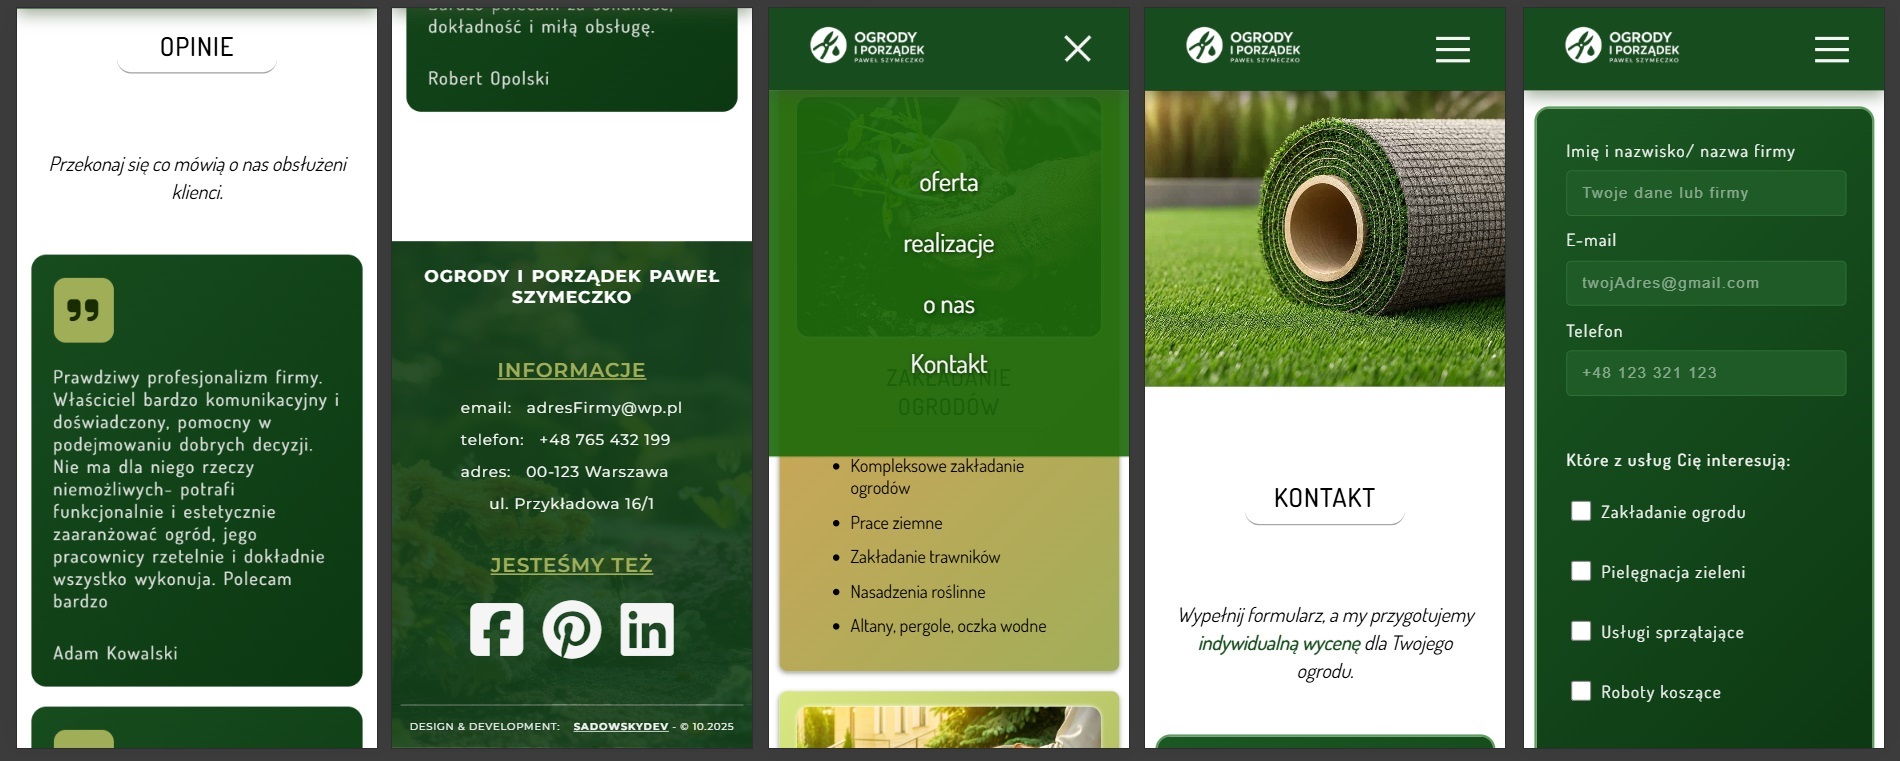 OPINIE
Przekonaj się co mówią o nas obsłużeni
klienci.
Prawdziwy profesjonalizm firmy.
Właściciel bardzo komunikacyjny i
doświadczony, pomocny w
podejmowaniu dobrych decyzji.
Nie ma dla niego rzeczy
niemożliwych- potrafi
funkcjonalnie i estetycznie
zaaranżować ogród, jego
pracownicy rzetelnie i dokładnie
wszystko wykonuja. Polecam
bardzo
Adam Kowalski
Bardzo polecam za solidność,
dokładność i miłą obsługę.
Robert Opolski
OGRODY I PORZĄDEK PAWEŁ
SZYMECZKO
INFORMACJE
email: adresFirmy@wp.pl
telefon: +48 765 432 199
adres: 00-123 Warszawa
ul. Przykładowa 16/1
JESTEŚMY TEŻ
DESIGN & DEVELOPMENT: SADOWSKYDEV - © 10.2025
OGRODY
I PORZĄDEK
PAWEŁ SZYMECZKO
oferta
realizacje
o nas
Kontakt
ZAKŁADANIE
OGRODÓW
Kompleksowe zakładanie
ogrodów
Prace ziemne
Zakładanie trawników
Nasadzenia roślinne
Altany, pergole, oczka wodne
OGRODY
I PORZĄDEK
PAWEŁ SZYMECZKO
KONTAKT
Wypełnij formularz, a my przygotujemy
indywidualną wycenę dla Twojego
ogrodu.
OGRODY
I PORZĄDEK
PAWEŁ SZYMECZKO
Imię i nazwisko/ nazwa firmy
Twoje dane lub firmy
E-mail
twojAdres@gmail.com
Telefon
+48 123 321 123
Które z usług Cię interesują:
Zakładanie ogrodu
Pielęgnacja zieleni
Usługi sprzątające
Roboty koszące